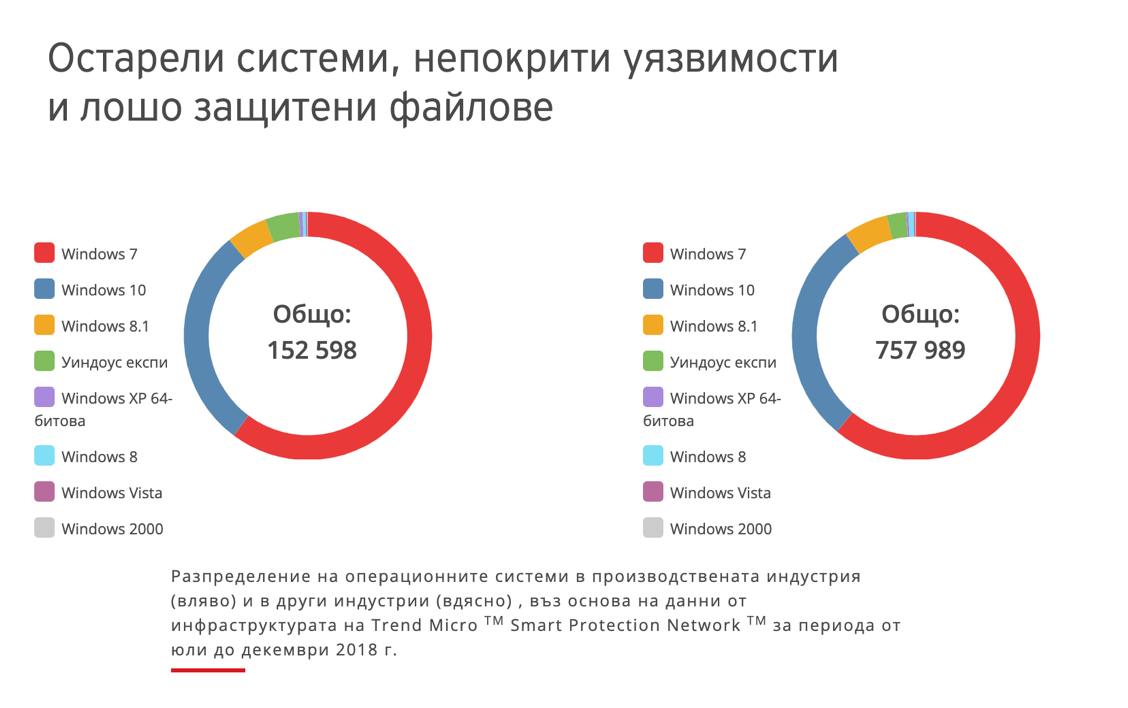 Остарели системи, непокрити уязвимости
и лошо защитени файлове
Windows 7
Windows 10
Windows 8.1
Уиндоус експи
Windows XP 64-
битова
Windows 8
Windows Vista
Windows 2000
Общо:
152 598
Windows 7
Windows 10
Windows 8.1
Уиндоус експи
Windows XP 64-
битова
Windows 8
Windows Vista
Windows 2000
Общо:
757 989
Разпределение на операционните системи в производствената индустрия
(вляво) и в други индустрии (вдясно) , въз основа на данни от
инфраструктурата на Trend Micro TM Smart Protection Network TM за периода от
юли до декември 2018 г.